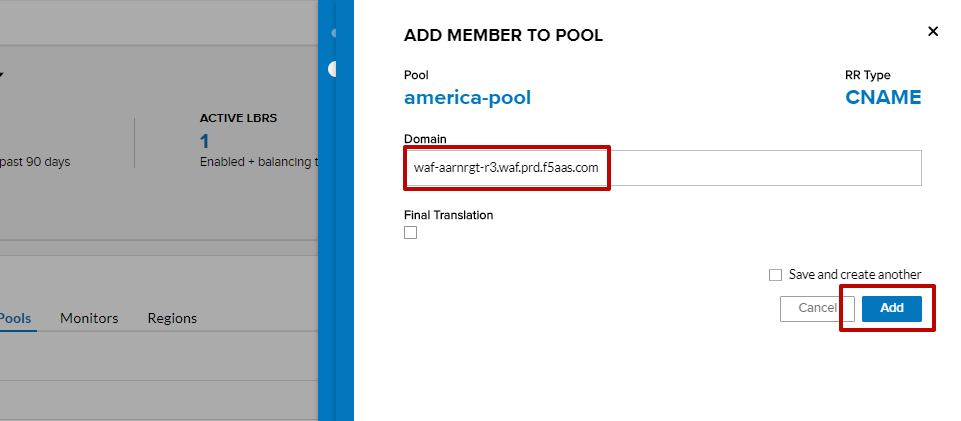 ADD MEMBER TO POOL
Pool
RR Type
america-pool
CNAME
ACTIVE LBRS
1
past 90 days
Enabled + balancing t
Domain
waf-aarnrgt-r3.waf.prd.f5aas.com
Final Translation
Save and create another
Cancel
Add
Pools
Monitors
Regions